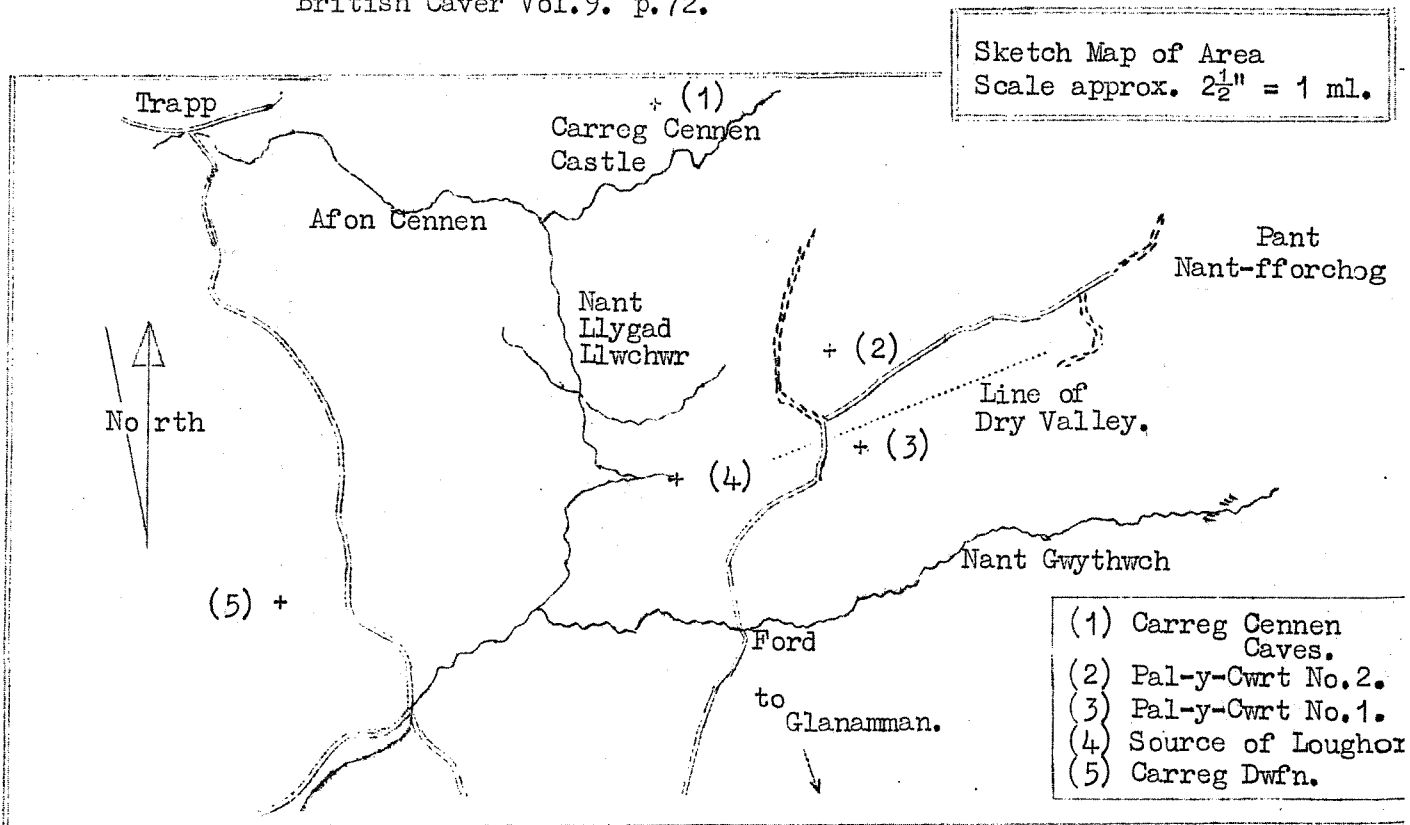 British Caver Vol.9. p.72.
Sketch Map of Area
Scale approx. 2½" = 1 ml.
Trapp
+ (1)
Carreg Cennen
Castle
Afon Cennen
Pant
Nant-fforchog
Nant
Llygad
Llwchwr
+ (2)
North
Line of
Dry Valley.
+ (3)
+ (4)
Nant Gwythwch
(5) +
Ford
to
Glanamman.
(1) Carreg Cennen
Caves.
(2) Pal-y-Cwrt No.2.
(3) Pal-y-Cwrt No.1.
(4) Source of Loughor
(5) Carreg Dwfn.